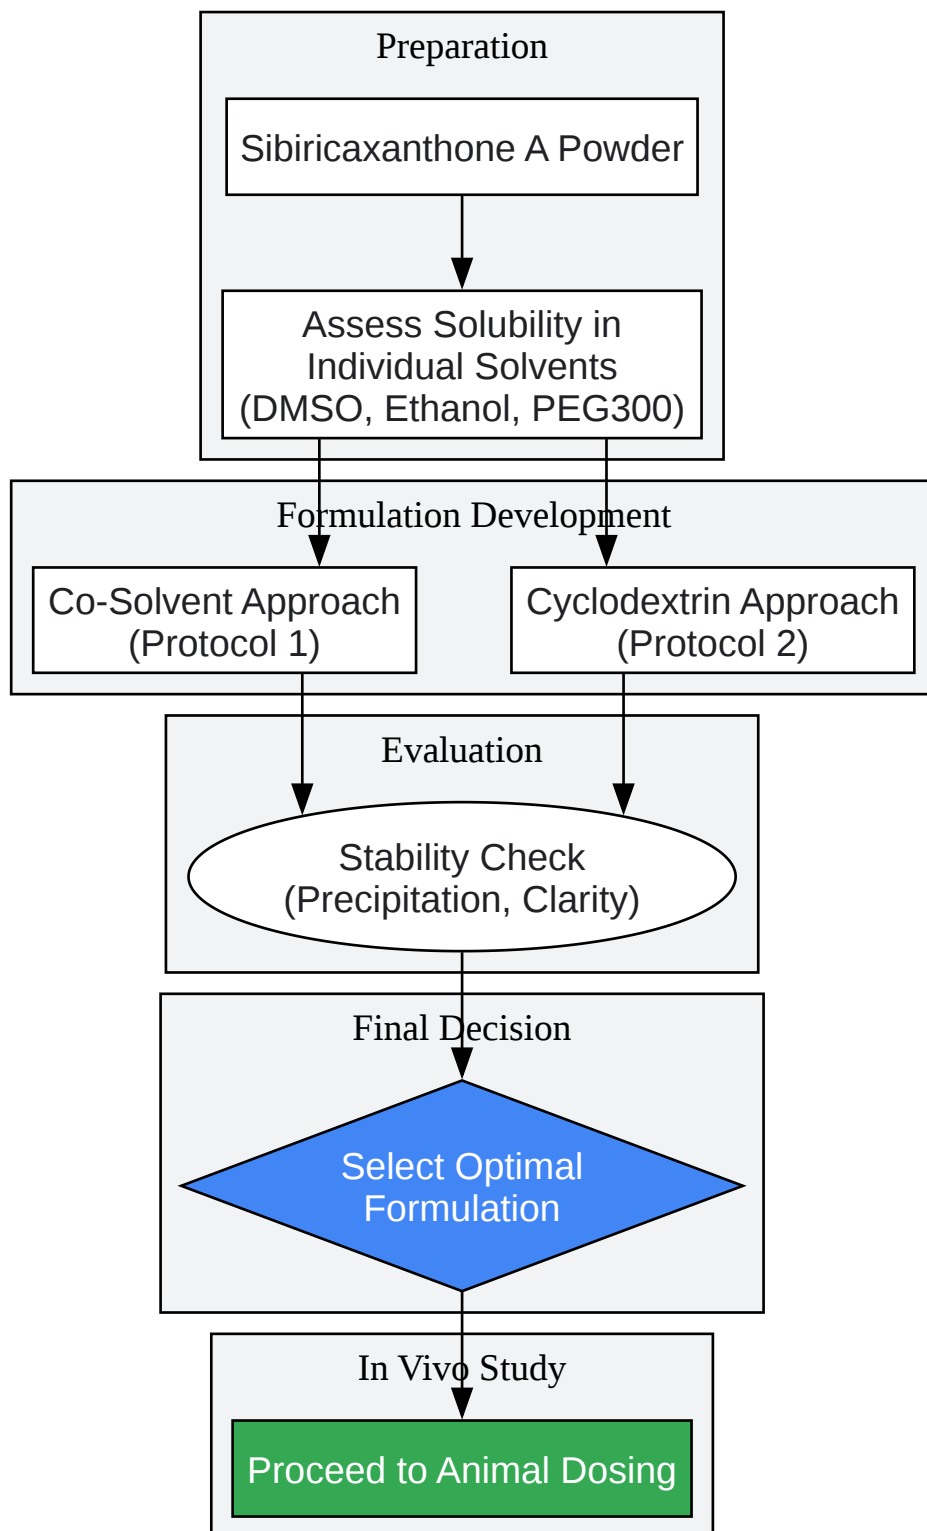 Preparation
Sibiricaxanthone A Powder
Assess Solubility in
Individual Solvents
(DMSO, Ethanol, PEG300)
Formulation Development
Co-Solvent Approach
(Protocol 1)
Cyclodextrin Approach
(Protocol 2)
Evaluation
Stability Check
(Precipitation, Clarity)
Final Decision
Select Optimal
Formulation
In Vivo Study
Proceed to Animal Dosing